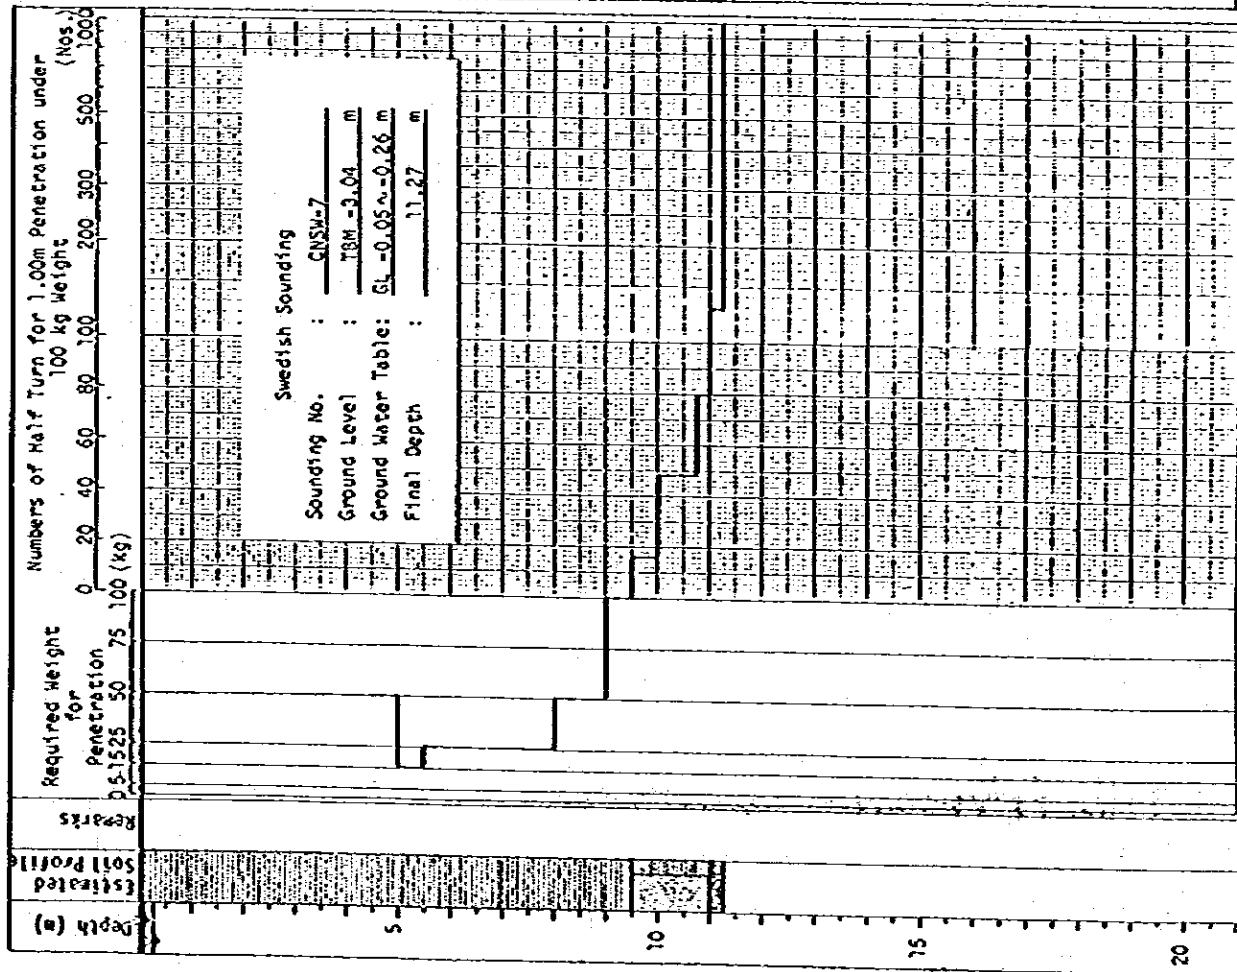 Depth (m)
Estimated
Soil Profile
Remarks
Required Weight
for
Penetration
0 5 15 25 50 75 100 (kg)
Numbers of Half Turn for 1.00m Penetration under
100 kg Weight
(Nos.)
0 20 40 60 80 100 200 300 500 1000
Swedish Sounding
Sounding No. : CNSW-7
Ground Level : TBM -3.04 m
Ground Water Table: GL -0.05 ~ -0.26 m
Final Depth : 11.27 m
5
10
15
20